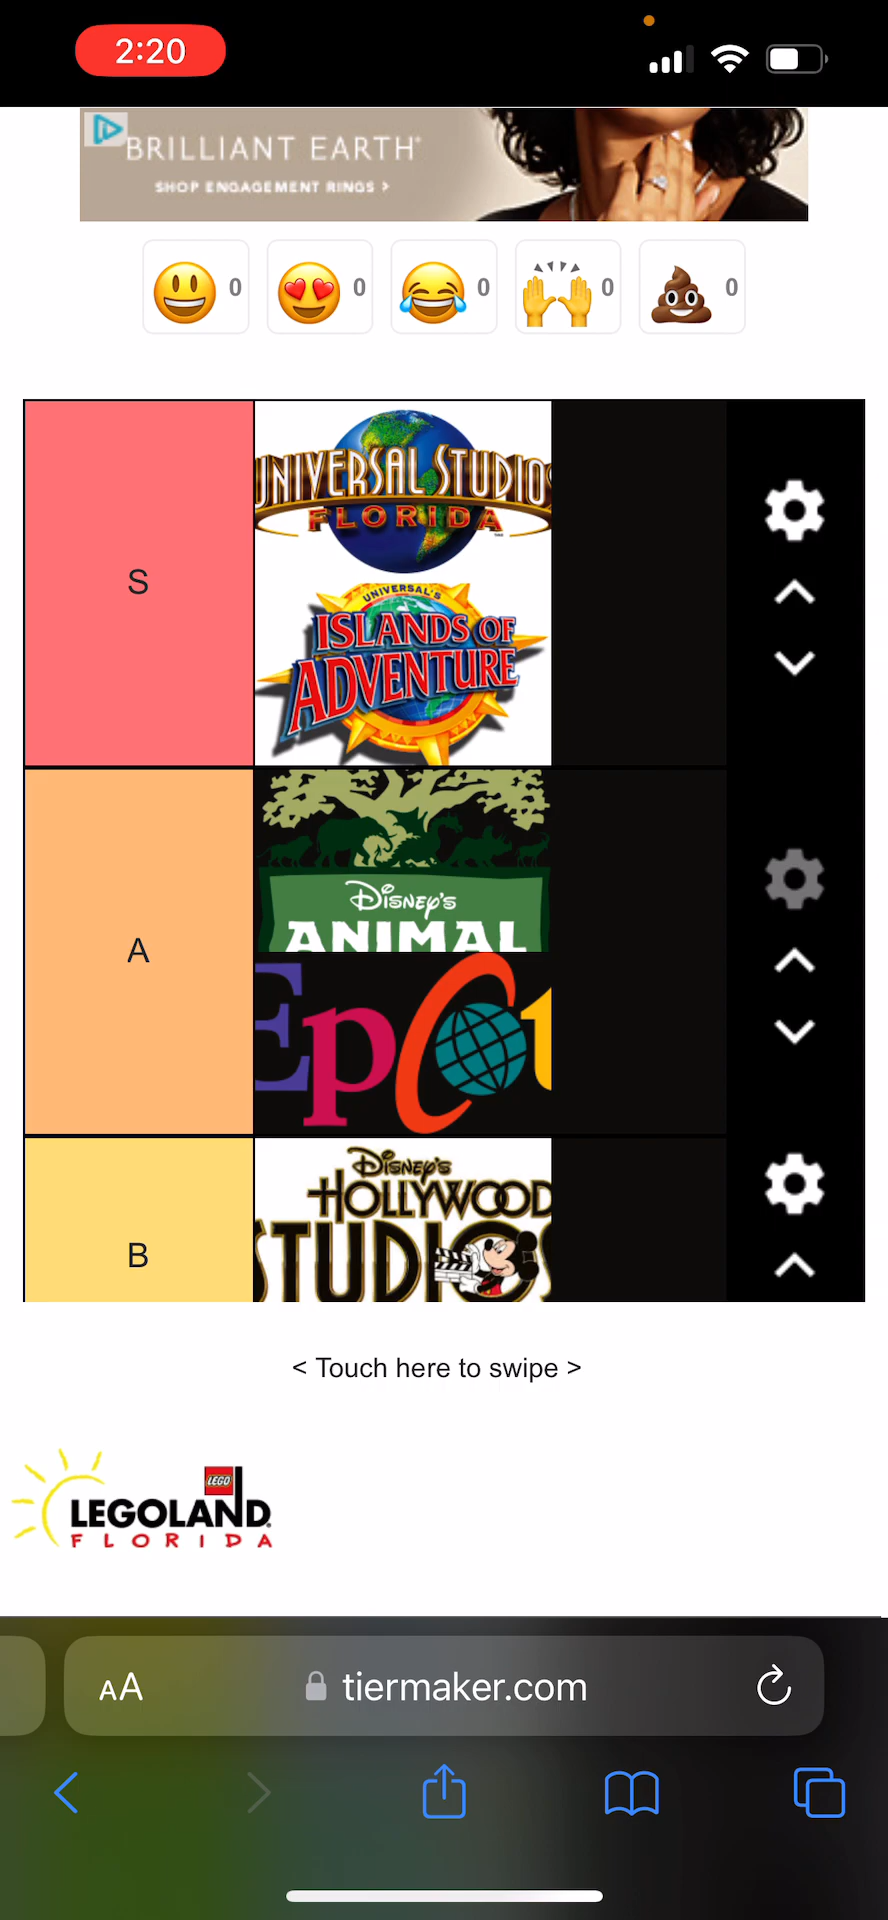 2:20
BRILLIANT EARTH
SHOP ENGAGEMENT RINGS >
0 0 0 0 0
S
UNIVERSAL STUDIO
FLORIDA
UNIVERSAL'S
ISLANDS OF
ADVENTURE
A
DISNEY'S
ANIMAL
Epcot
B
DISNEY'S
HOLLYWOOD
STUDIOS
< Touch here to swipe >
LEGO
LEGOLAND
FLORIDA
AA tiermaker.com